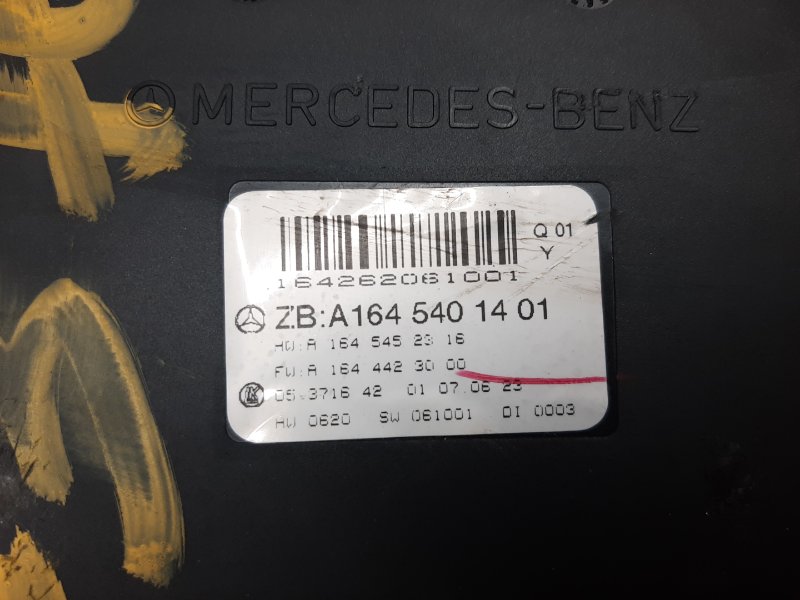 MERCEDES-BENZ
Q 01
Y
164262061001
ZB:A164 540 14 01
HW:A 164 545 23 16
FW:A 164 442 30 00
05.3716 42 01 07.06 23
HW 0620 SW 061001 DI 0003